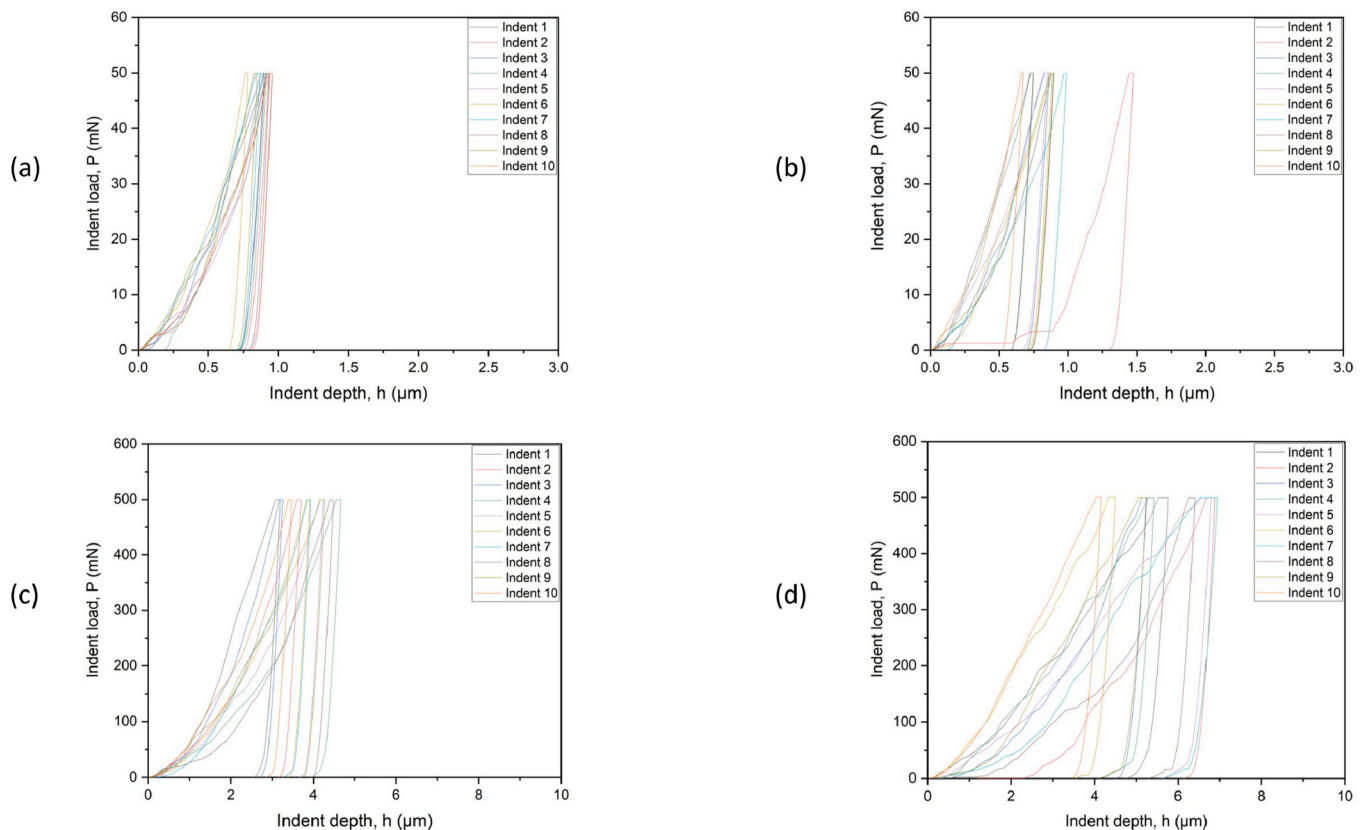 (a)
60
50
40
30
20
10
0
Indent load, P (mN)
0.0 0.5 1.0 1.5 2.0 2.5 3.0
Indent depth, h (µm)
Indent 1
Indent 2
Indent 3
Indent 4
Indent 5
Indent 6
Indent 7
Indent 8
Indent 9
Indent 10
(b)
60
50
40
30
20
10
0
Indent load, P (mN)
0.0 0.5 1.0 1.5 2.0 2.5 3.0
Indent depth, h (µm)
Indent 1
Indent 2
Indent 3
Indent 4
Indent 5
Indent 6
Indent 7
Indent 8
Indent 9
Indent 10
(c)
600
500
400
300
200
100
0
Indent load, P (mN)
0 2 4 6 8 10
Indent depth, h (µm)
Indent 1
Indent 2
Indent 3
Indent 4
Indent 5
Indent 6
Indent 7
Indent 8
Indent 9
Indent 10
(d)
600
500
400
300
200
100
0
Indent load, P (mN)
0 2 4 6 8 10
Indent depth, h (µm)
Indent 1
Indent 2
Indent 3
Indent 4
Indent 5
Indent 6
Indent 7
Indent 8
Indent 9
Indent 10